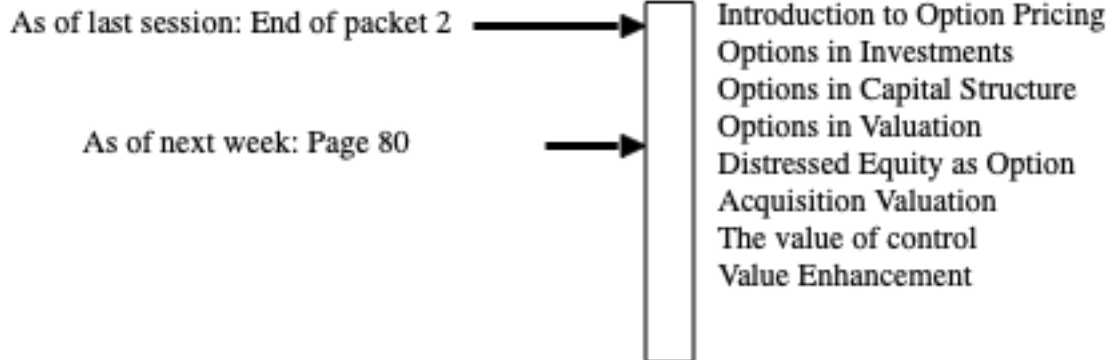 As of last session: End of packet 2
As of next week: Page 80
Introduction to Option Pricing
Options in Investments
Options in Capital Structure
Options in Valuation
Distressed Equity as Option
Acquisition Valuation
The value of control
Value Enhancement